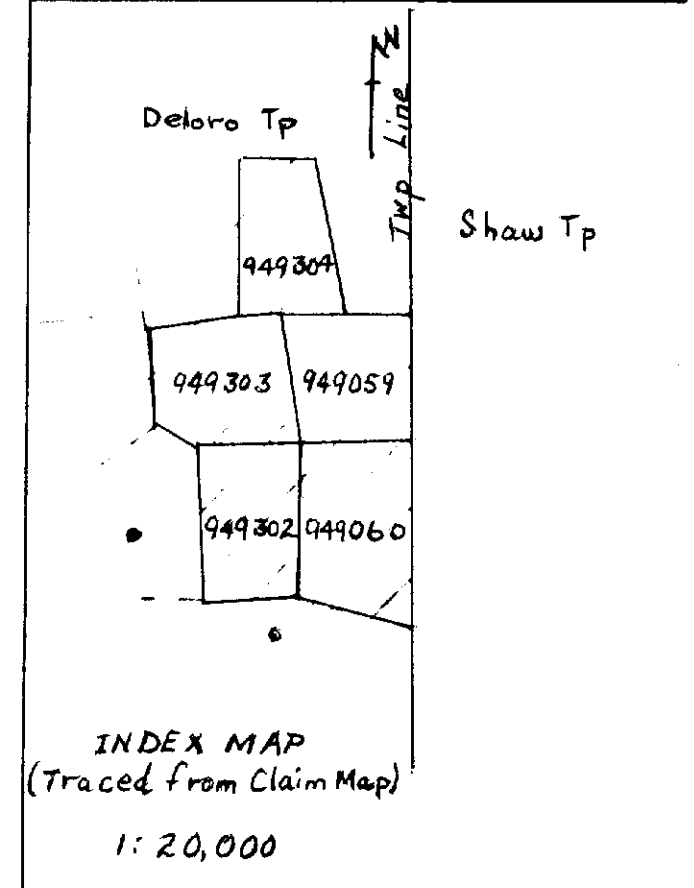 N
Deloro Tp
Twp Line
Shaw Tp
949304
949303 949059
949302 949060
INDEX MAP
(Traced from Claim Map)
1: 20,000